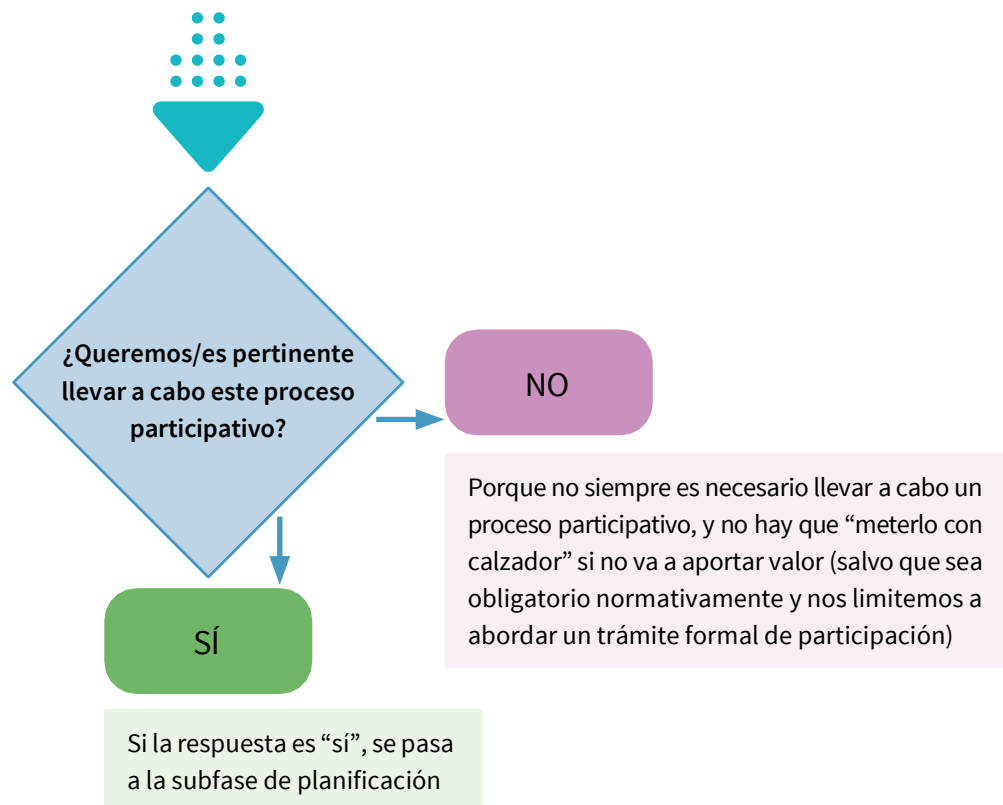 ¿Queremos/es pertinente
llevar a cabo este proceso
participativo?
NO
Porque no siempre es necesario llevar a cabo un
proceso participativo, y no hay que “meterlo con
calzador” si no va a aportar valor (salvo que sea
obligatorio normativamente y nos limitemos a
abordar un trámite formal de participación)
SÍ
Si la respuesta es “sí”, se pasa
a la subfase de planificación